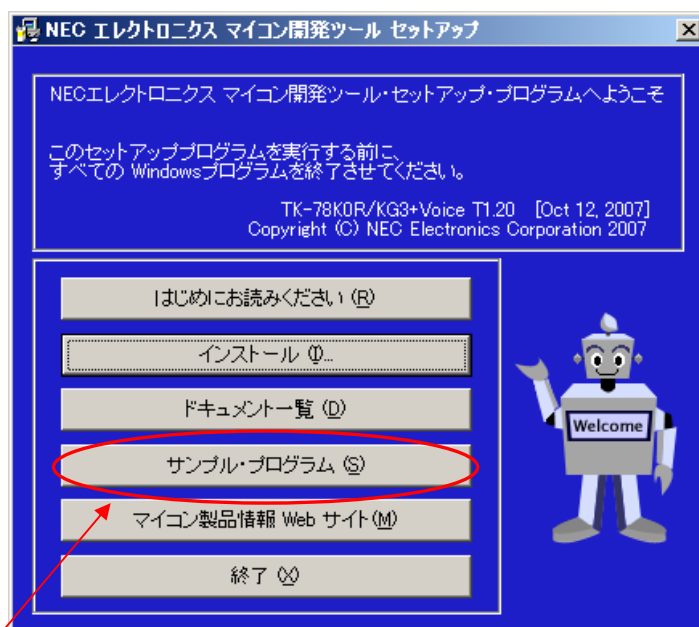 NEC エレクトロニクス マイコン開発ツール セットアップ
NECエレクトロニクス マイコン開発ツール・セットアップ・プログラムへようこそ
このセットアッププログラムを実行する前に、
すべての Windowsプログラムを終了させてください。
TK-78K0R/KG3+Voice T1.20 [Oct 12, 2007]
Copyright (C) NEC Electronics Corporation 2007
はじめにお読みください (R)
インストール (I)...
ドキュメント一覧 (D)
サンプル・プログラム (S)
マイコン製品情報 Web サイト(M)
終了 (X)
Welcome